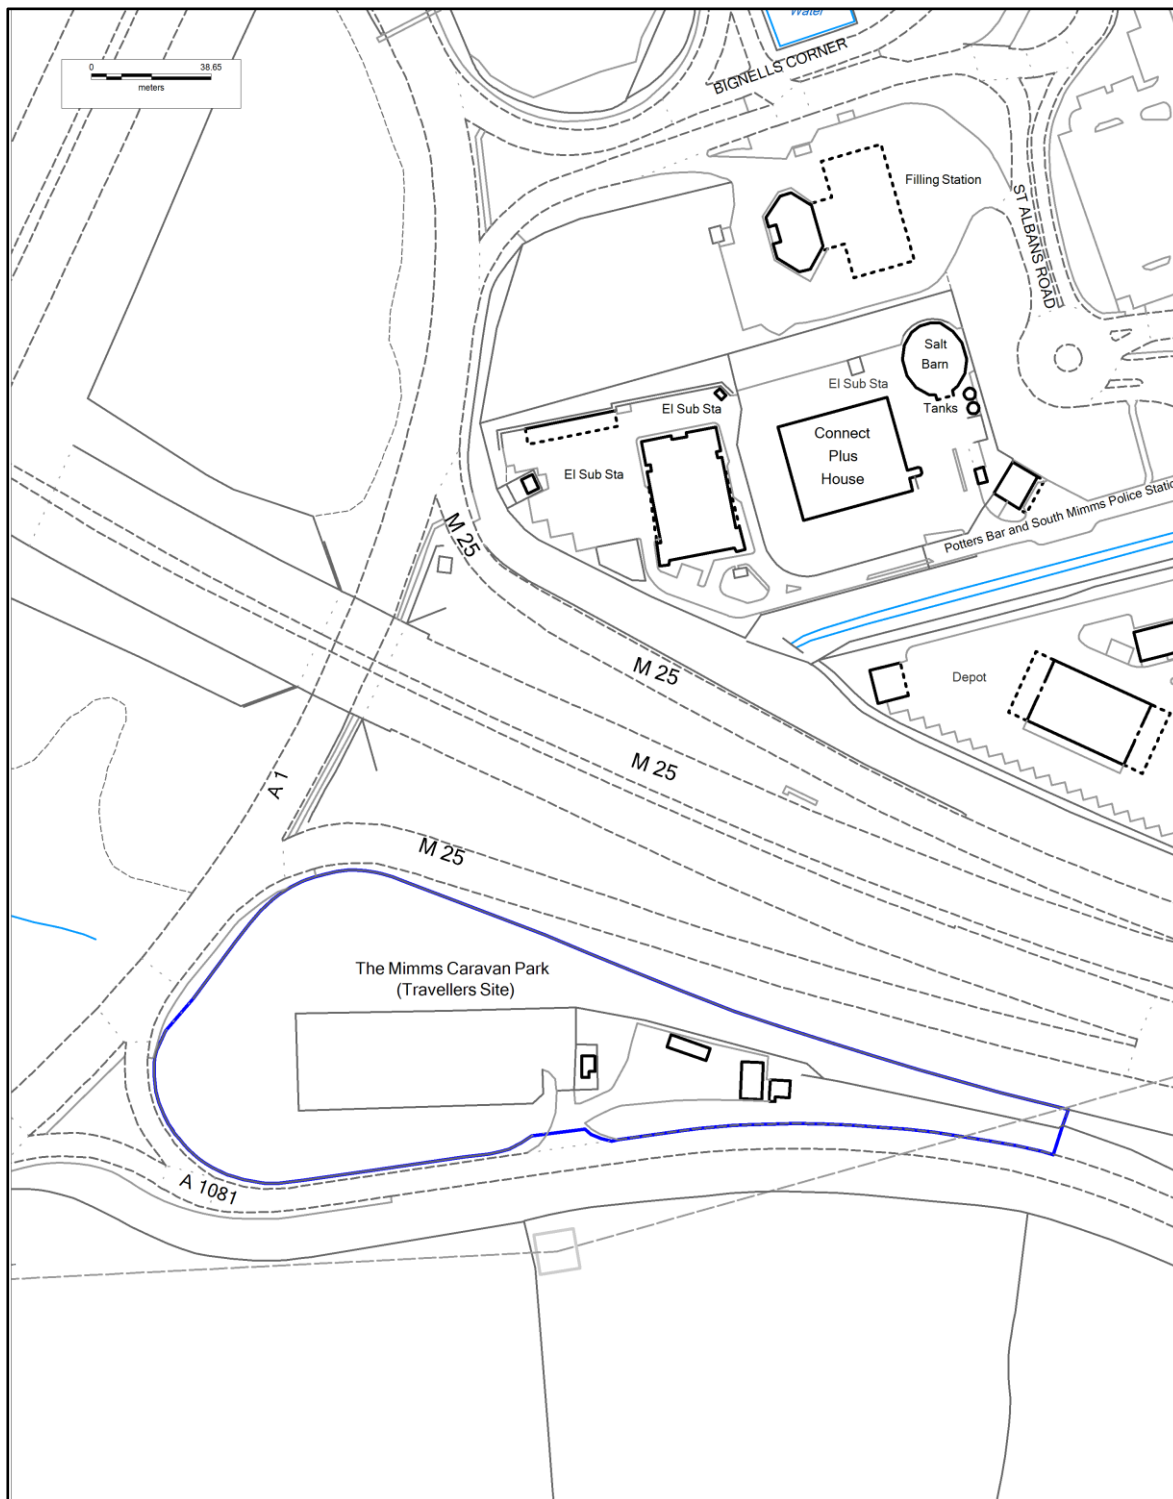 Water
0 38.65
meters
BIGNELLS CORNER
Filling Station
ST ALBANS ROAD
Salt
Barn
El Sub Sta
El Sub Sta
Tanks
Connect
Plus
House
El Sub Sta
M 25
Potters Bar and South Mimms Police Static
M 25
Depot
M 25
A 1
M 25
The Mimms Caravan Park
(Travellers Site)
A 1081